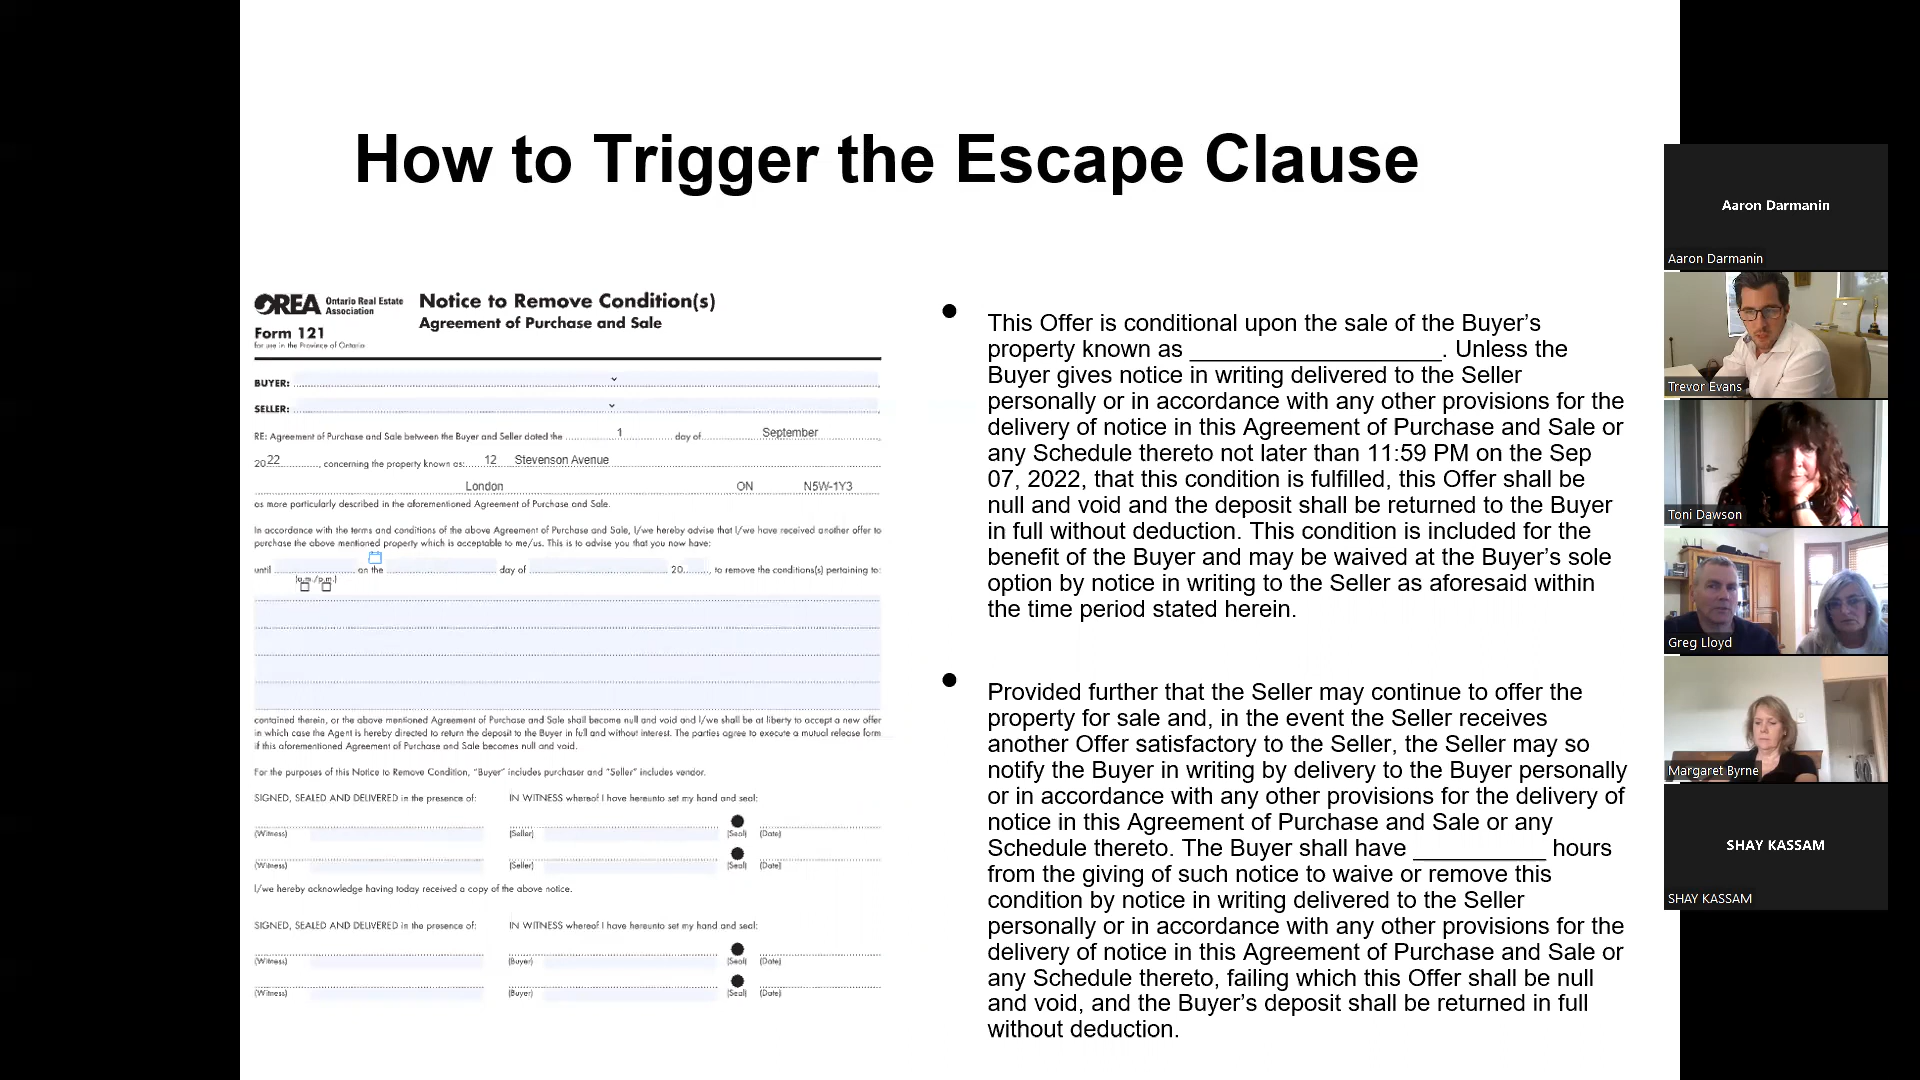 How to Trigger the Escape Clause
OREA Ontario Real Estate
Association
Form 121
for use in the Province of Ontario
Notice to Remove Condition(s)
Agreement of Purchase and Sale
BUYER:
SELLER:
RE: Agreement of Purchase and Sale between the Buyer and Seller dated the 1 day of September
2022, concerning the property known as: 12 Stevenson Avenue
London ON N5W-1Y3
as more particularly described in the aforementioned Agreement of Purchase and Sale.
In accordance with the terms and conditions of the above Agreement of Purchase and Sale, I/we hereby advise that I/we have received another offer to
purchase the above mentioned property which is acceptable to me/us. This is to advise you that you now have:
until on the day of 20 , to remove the conditions(s) pertaining to:
(a.m./p.m.)
contained therein, or the above mentioned Agreement of Purchase and Sale shall become null and void and I/we shall be at liberty to accept a new offer
in which case the Agent is hereby directed to return the deposit to the Buyer in full and without interest. The parties agree to execute a mutual release form
if this aforementioned Agreement of Purchase and Sale becomes null and void.
For the purposes of this Notice to Remove Condition, "Buyer" includes purchaser and "Seller" includes vendor.
SIGNED, SEALED AND DELIVERED in the presence of: IN WITNESS whereof I have hereunto set my hand and seal:
(Witness) (Seller) (Seal) (Date)
(Witness) (Seller) (Seal) (Date)
I/we hereby acknowledge having today received a copy of the above notice.
SIGNED, SEALED AND DELIVERED in the presence of: IN WITNESS whereof I have hereunto set my hand and seal:
(Witness) (Buyer) (Seal) (Date)
(Witness) (Buyer) (Seal) (Date)
• This Offer is conditional upon the sale of the Buyer’s
property known as ___________________. Unless the
Buyer gives notice in writing delivered to the Seller
personally or in accordance with any other provisions for the
delivery of notice in this Agreement of Purchase and Sale or
any Schedule thereto not later than 11:59 PM on the Sep
07, 2022, that this condition is fulfilled, this Offer shall be
null and void and the deposit shall be returned to the Buyer
in full without deduction. This condition is included for the
benefit of the Buyer and may be waived at the Buyer’s sole
option by notice in writing to the Seller as aforesaid within
the time period stated herein.
• Provided further that the Seller may continue to offer the
property for sale and, in the event the Seller receives
another Offer satisfactory to the Seller, the Seller may so
notify the Buyer in writing by delivery to the Buyer personally
or in accordance with any other provisions for the delivery of
notice in this Agreement of Purchase and Sale or any
Schedule thereto. The Buyer shall have __________ hours
from the giving of such notice to waive or remove this
condition by notice in writing delivered to the Seller
personally or in accordance with any other provisions for the
delivery of notice in this Agreement of Purchase and Sale or
any Schedule thereto, failing which this Offer shall be null
and void, and the Buyer’s deposit shall be returned in full
without deduction.
Aaron Darmanin
Aaron Darmanin
Trevor Evans
Toni Dawson
Greg Lloyd
Margaret Byrne
SHAY KASSAM
SHAY KASSAM